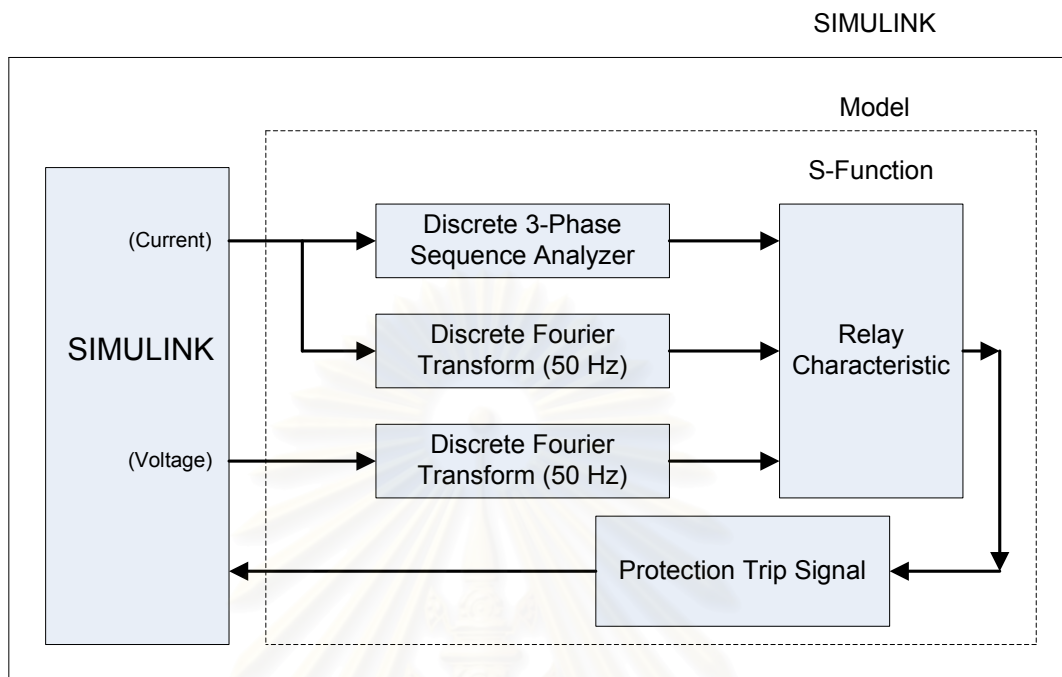 SIMULINK
Model
S-Function
(Current)
Discrete 3-Phase
Sequence Analyzer
SIMULINK
Discrete Fourier
Transform (50 Hz)
Relay
Characteristic
(Voltage)
Discrete Fourier
Transform (50 Hz)
Protection Trip Signal